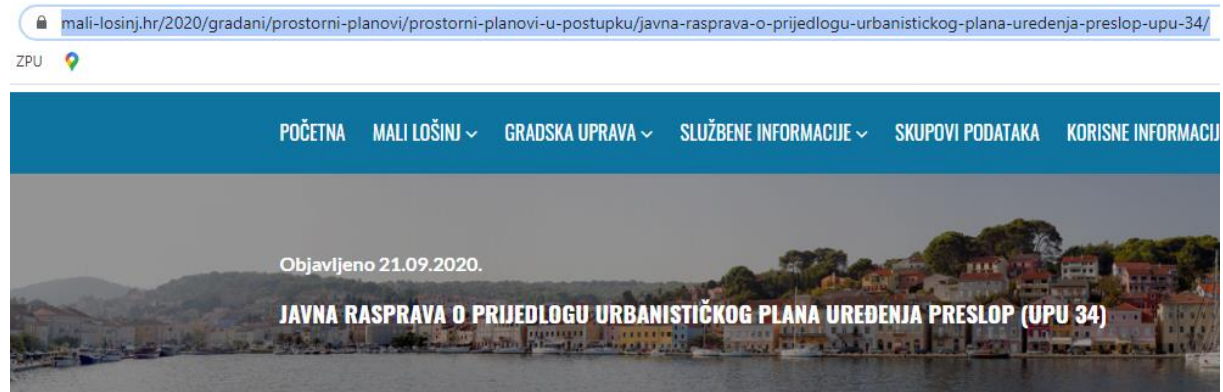 mali-losinj.hr/2020/gradani/prostorni-planovi/prostorni-planovi-u-postupku/javna-rasprava-o-prijedlogu-urbanistickog-plana-uredenja-preslop-upu-34/
ZPU
POČETNA MALI LOŠINJ GRADSKA UPRAVA SLUŽBENE INFORMACIJE SKUPOVI PODATAKA KORISNE INFORMACIJ
Objavljeno 21.09.2020.
JAVNA RASPRAVA O PRIJEDLOGU URBANISTIČKOG PLANA UREĐENJA PRESLOP (UPU 34)